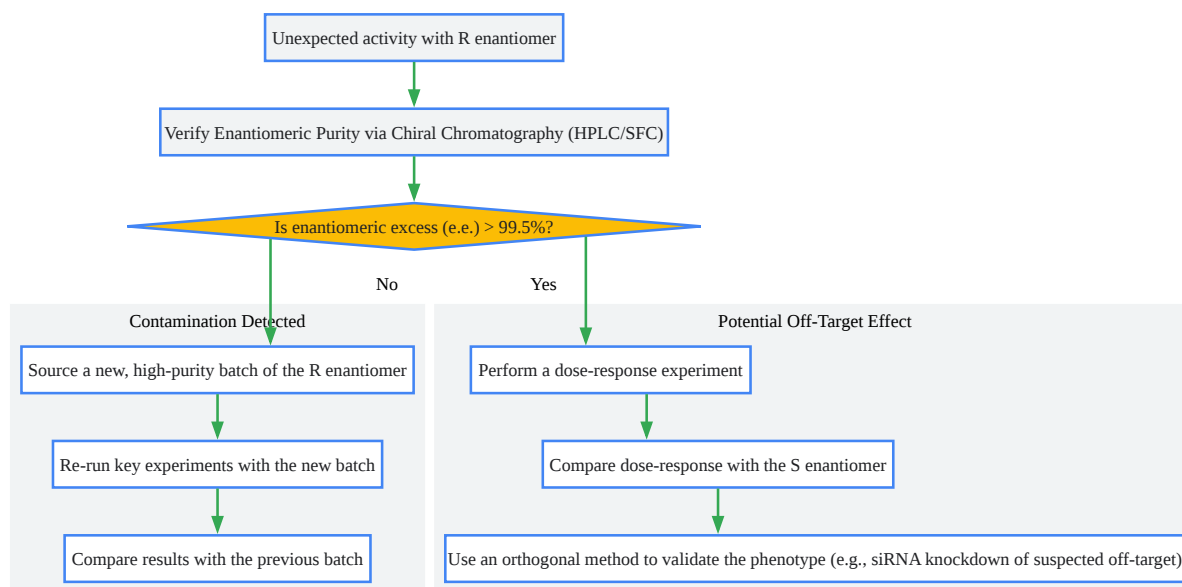 Unexpected activity with R enantiomer
Verify Enantiomeric Purity via Chiral Chromatography (HPLC/SFC)
Is enantiomeric excess (e.e.) > 99.5%?
No
Yes
Contamination Detected
Source a new, high-purity batch of the R enantiomer
Re-run key experiments with the new batch
Compare results with the previous batch
Potential Off-Target Effect
Perform a dose-response experiment
Compare dose-response with the S enantiomer
Use an orthogonal method to validate the phenotype (e.g., siRNA knockdown of suspected off-target)